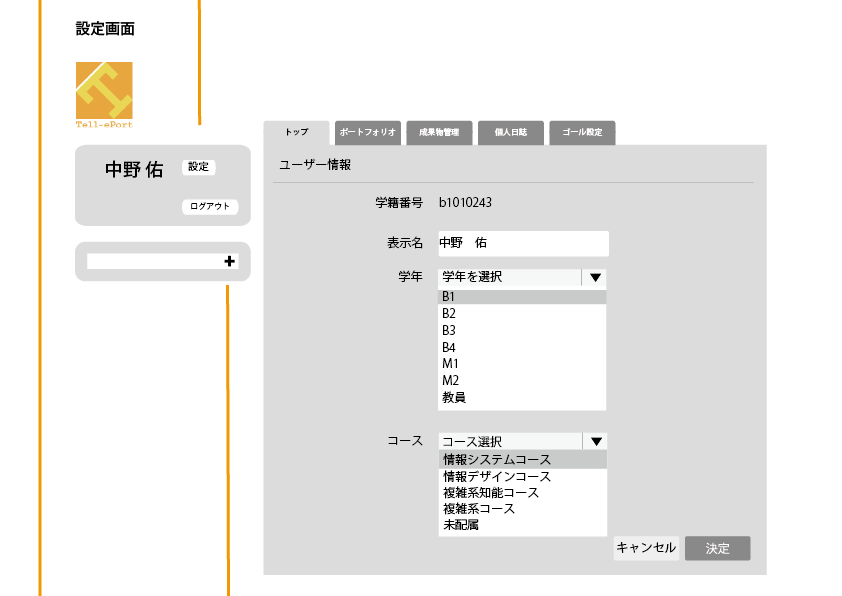 設定画面
Tell-ePort
中野 佑
設定
ログアウト
+
トップ
ポートフォリオ
成果物管理
個人日誌
ゴール設定
ユーザー情報
学籍番号 b1010243
表示名 中野 佑
学年 学年を選択 ▼
B1
B2
B3
B4
M1
M2
教員
コース コース選択 ▼
情報システムコース
情報デザインコース
複雑系知能コース
複雑系コース
未配属
キャンセル 決定